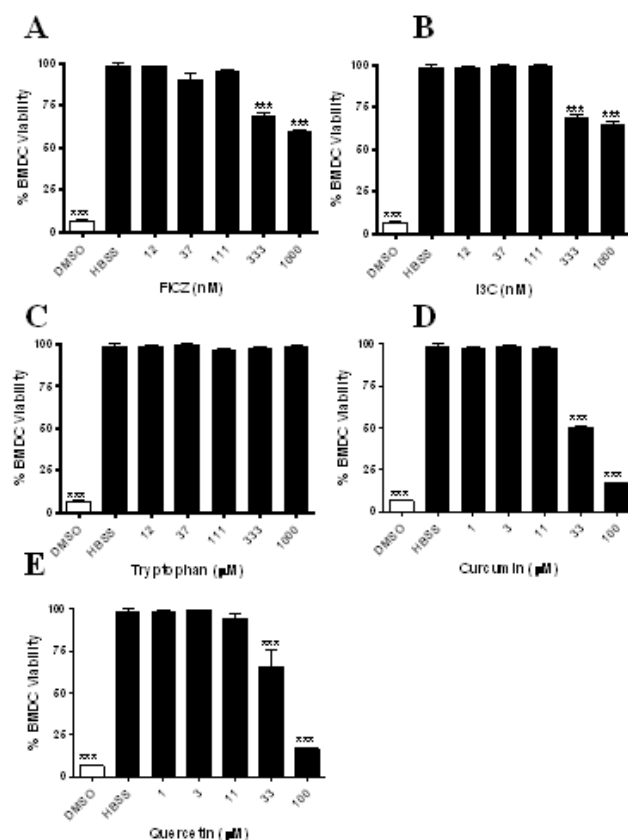 A
% BMDC Viability
100
75
50
25
0
***
***
***
DMSO
HBSS
12
37
111
333
1000
FICZ (nM)
B
% BMDC Viability
100
75
50
25
0
***
***
***
DMSO
HBSS
12
37
111
333
1000
I3C (nM)
C
% BMDC Viability
100
75
50
25
0
***
DMSO
HBSS
12
37
111
333
1000
Tryptophan (µM)
D
% BMDC Viability
100
75
50
25
0
***
***
***
DMSO
HBSS
1
3
11
33
100
Curcumin (µM)
E
% BMDC Viability
100
75
50
25
0
***
***
***
DMSO
HBSS
1
3
11
33
100
Quercetin (µM)